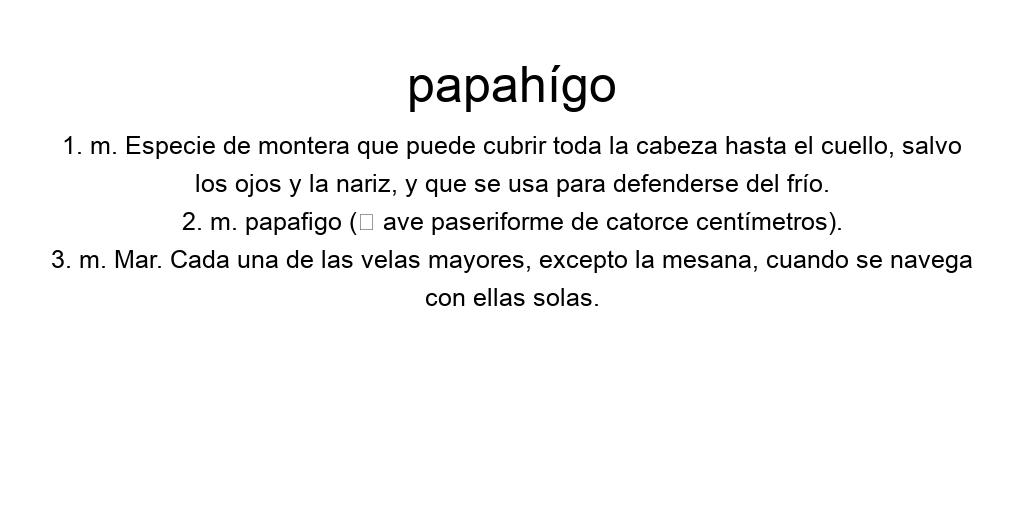 papahígo
1. m. Especie de montera que puede cubrir toda la cabeza hasta el cuello, salvo
los ojos y la nariz, y que se usa para defenderse del frío.
2. m. papafigo (▯ ave paseriforme de catorce centímetros).
3. m. Mar. Cada una de las velas mayores, excepto la mesana, cuando se navega
con ellas solas.